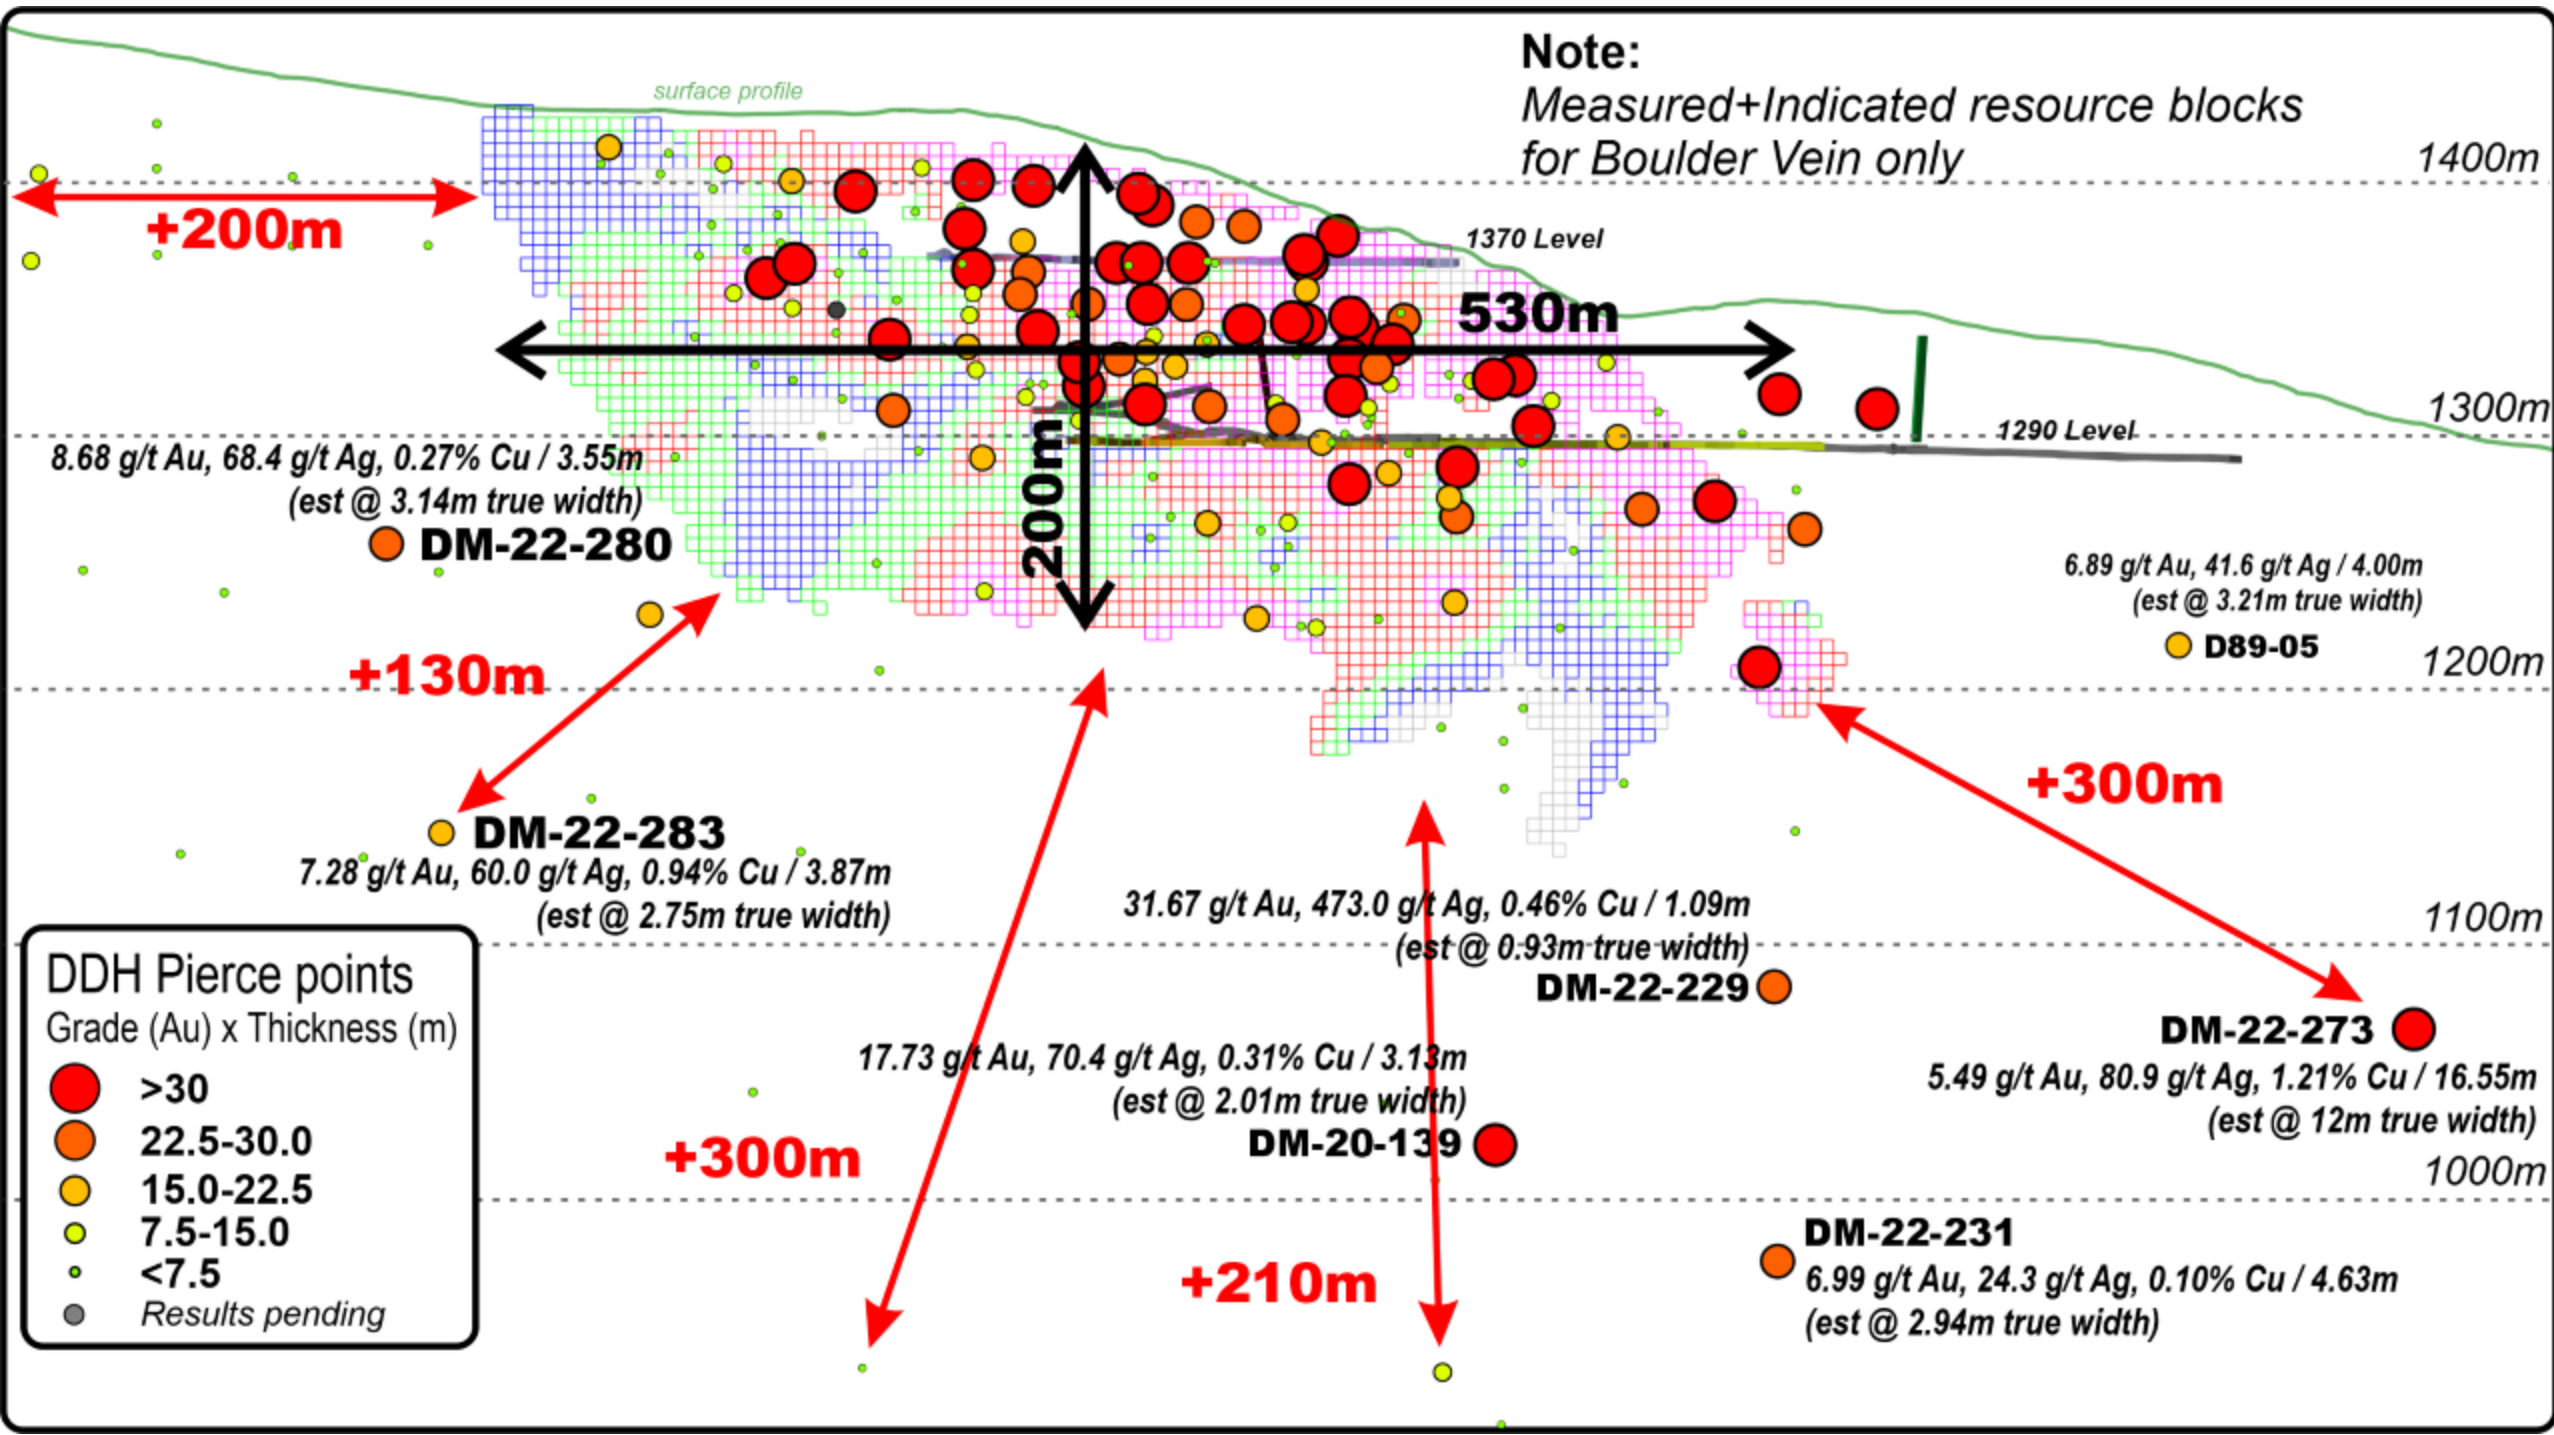 Note:
Measured+Indicated resource blocks
for Boulder Vein only
surface profile
1400m
+200m
1370 Level
530m
1300m
1290 Level
200m
8.68 g/t Au, 68.4 g/t Ag, 0.27% Cu / 3.55m
(est @ 3.14m true width)
DM-22-280
6.89 g/t Au, 41.6 g/t Ag / 4.00m
(est @ 3.21m true width)
D89-05
1200m
+130m
+300m
DM-22-283
7.28 g/t Au, 60.0 g/t Ag, 0.94% Cu / 3.87m
(est @ 2.75m true width)
31.67 g/t Au, 473.0 g/t Ag, 0.46% Cu / 1.09m
(est @ 0.93m true width)
DM-22-229
1100m
DM-22-273
5.49 g/t Au, 80.9 g/t Ag, 1.21% Cu / 16.55m
(est @ 12m true width)
17.73 g/t Au, 70.4 g/t Ag, 0.31% Cu / 3.13m
(est @ 2.01m true width)
DM-20-139
+300m
1000m
+210m
DM-22-231
6.99 g/t Au, 24.3 g/t Ag, 0.10% Cu / 4.63m
(est @ 2.94m true width)
DDH Pierce points
Grade (Au) x Thickness (m)
>30
22.5-30.0
15.0-22.5
7.5-15.0
<7.5
Results pending